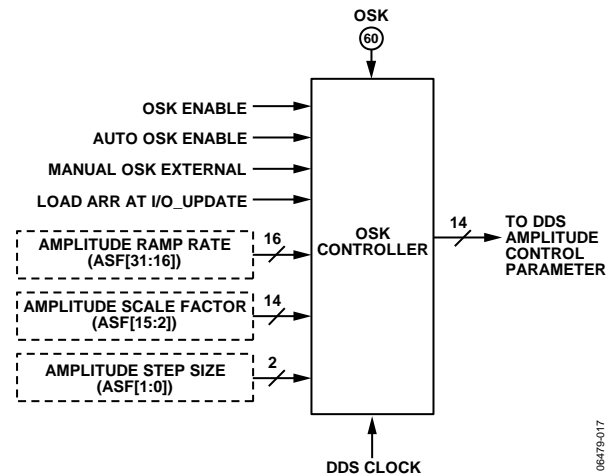 OSK
60
OSK ENABLE
AUTO OSK ENABLE
MANUAL OSK EXTERNAL
LOAD ARR AT I/O_UPDATE
AMPLITUDE RAMP RATE
(ASF[31:16])
16
AMPLITUDE SCALE FACTOR
(ASF[15:2])
14
AMPLITUDE STEP SIZE
(ASF[1:0])
2
OSK
CONTROLLER
14
TO DDS
AMPLITUDE
CONTROL
PARAMETER
DDS CLOCK
06479-017